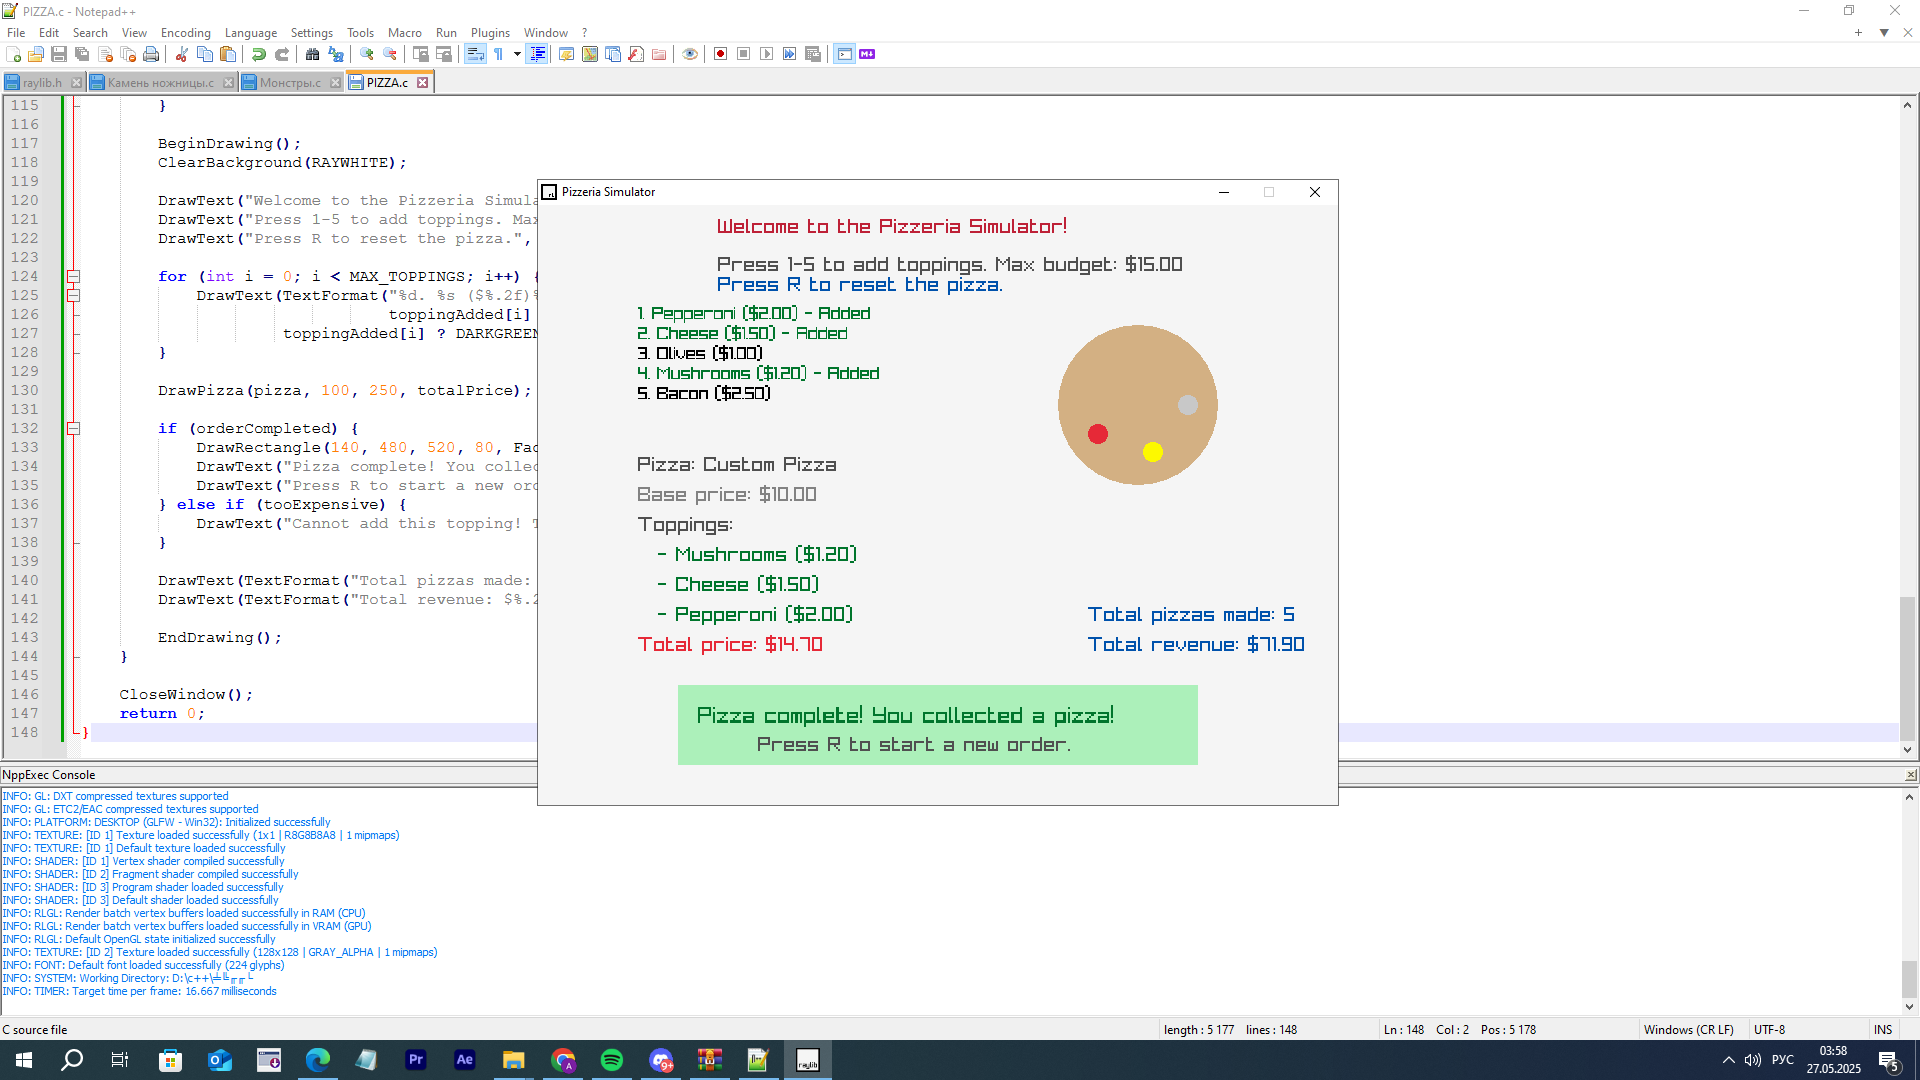 PIZZA.c - Notepad++
File Edit Search View Encoding Language Settings Tools Macro Run Plugins Window ?
raylib.h Камень ножницы.c Монстры.c PIZZA.c
115 }
116
117 BeginDrawing();
118 ClearBackground(RAYWHITE);
119
120 DrawText("Welcome to the Pizzeria Simula
121 DrawText("Press 1-5 to add toppings. Max
122 DrawText("Press R to reset the pizza.",
123
124 for (int i = 0; i < MAX_TOPPINGS; i++) {
125 DrawText(TextFormat("%d. %s ($%.2f)%
126 toppingAdded[i]
127 toppingAdded[i] ? DARKGREEN
128 }
129
130 DrawPizza(pizza, 100, 250, totalPrice);
131
132 if (orderCompleted) {
133 DrawRectangle(140, 480, 520, 80, Fad
134 DrawText("Pizza complete! You collec
135 DrawText("Press R to start a new ord
136 } else if (tooExpensive) {
137 DrawText("Cannot add this topping! T
138 }
139
140 DrawText(TextFormat("Total pizzas made:
141 DrawText(TextFormat("Total revenue: $%.2
142
143 EndDrawing();
144 }
145
146 CloseWindow();
147 return 0;
148 }
Pizzeria Simulator
Welcome to the Pizzeria Simulator!
Press 1-5 to add toppings. Max budget: $15.00
Press R to reset the pizza.
1. Pepperoni ($2.00) - Added
2. Cheese ($1.50) - Added
3. Olives ($1.00)
4. Mushrooms ($1.20) - Added
5. Bacon ($2.50)
Pizza: Custom Pizza
Base price: $10.00
Toppings:
- Mushrooms ($1.20)
- Cheese ($1.50)
- Pepperoni ($2.00)
Total price: $14.70
Total pizzas made: 5
Total revenue: $71.90
Pizza complete! You collected a pizza!
Press R to start a new order.
NppExec Console
INFO: GL: DXT compressed textures supported
INFO: GL: ETC2/EAC compressed textures supported
INFO: PLATFORM: DESKTOP (GLFW - Win32): Initialized successfully
INFO: TEXTURE: [ID 1] Texture loaded successfully (1x1 | R8G8B8A8 | 1 mipmaps)
INFO: TEXTURE: [ID 1] Default texture loaded successfully
INFO: SHADER: [ID 1] Vertex shader compiled successfully
INFO: SHADER: [ID 2] Fragment shader compiled successfully
INFO: SHADER: [ID 3] Program shader loaded successfully
INFO: SHADER: [ID 3] Default shader loaded successfully
INFO: RLGL: Render batch vertex buffers loaded successfully in RAM (CPU)
INFO: RLGL: Render batch vertex buffers loaded successfully in VRAM (GPU)
INFO: RLGL: Default OpenGL state initialized successfully
INFO: TEXTURE: [ID 2] Texture loaded successfully (128x128 | GRAY_ALPHA | 1 mipmaps)
INFO: FONT: Default font loaded successfully (224 glyphs)
INFO: SYSTEM: Working Directory: D:\c++\
INFO: TIMER: Target time per frame: 16.667 milliseconds
C source file length : 5 177 lines : 148 Ln : 148 Col : 2 Pos : 5 178 Windows (CR LF) UTF-8 INS
Pr Ae A 9+ raylib РУС 03:58 5
27.05.2025